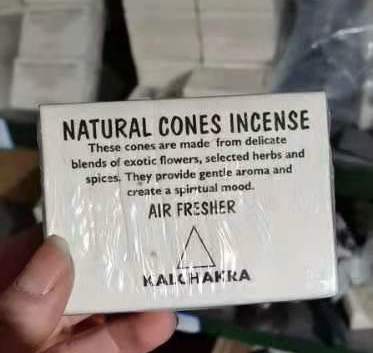 NATURAL CONES INCENSE
These cones are made from delicate
blends of exotic flowers, selected herbs and
spices. They provide gentle aroma and
create a spirtual mood.
AIR FRESHER
KALCHAKRA